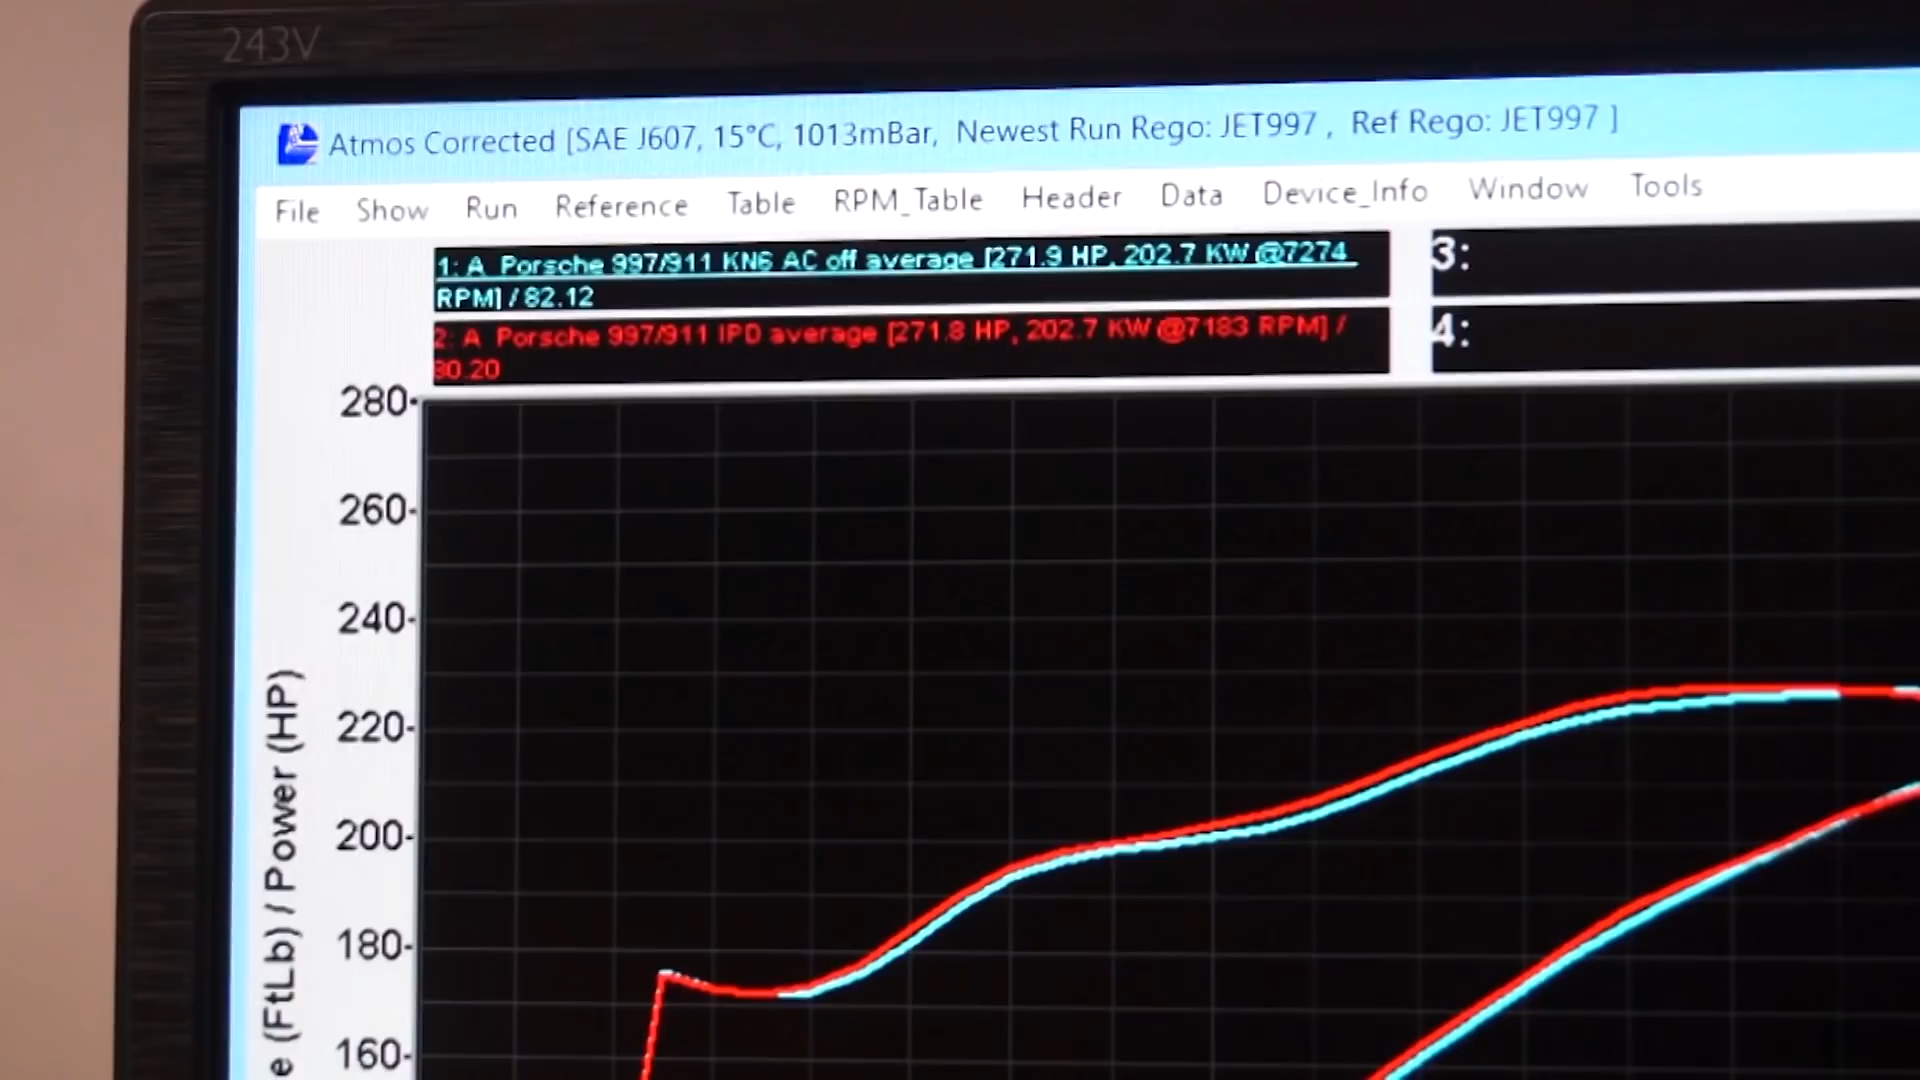 243V
Atmos Corrected [SAE J607, 15°C, 1013mBar, Newest Run Rego: JET997 , Ref Rego: JET997 ]
File Show Run Reference Table RPM_Table Header Data Device_Info Window Tools
1: A Porsche 997/911 KN6 AC off average [271.9 HP, 202.7 KW @7274
RPM] / 82.12
2: A Porsche 997/911 IPD average [271.8 HP, 202.7 KW @7183 RPM] /
80.20
3:
4:
280
260
240
220
200
180
160
e (FtLb) / Power (HP)